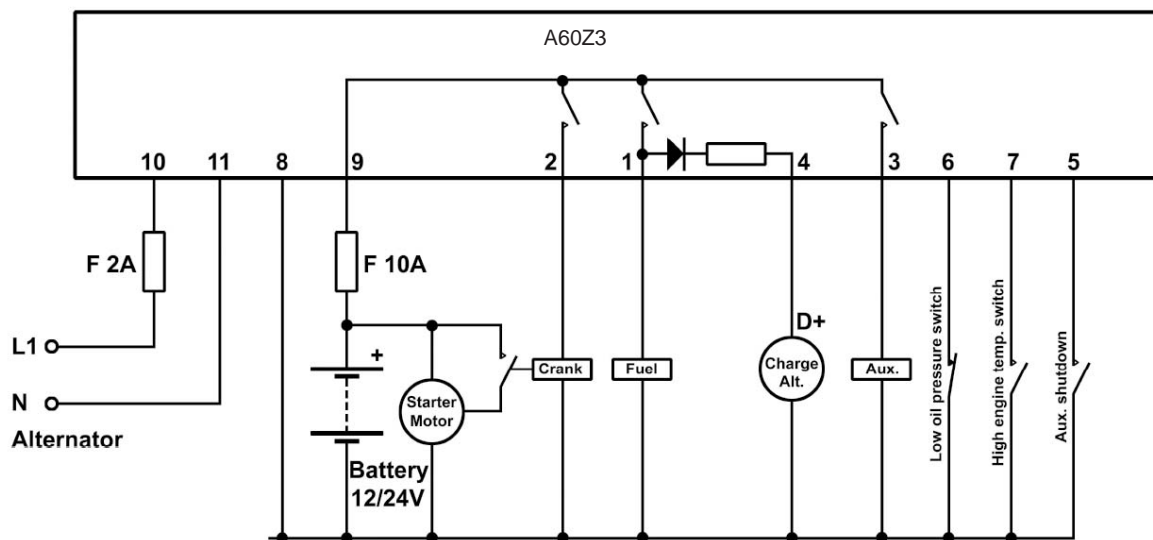 A60Z3
10 11 8 9 2 1 4 3 6 7 5
F 2A
F 10A
L1
N
Alternator
+
Battery
12/24V
Starter
Motor
Crank
Fuel
D+
Charge
Alt.
Aux.
Low oil pressure switch
High engine temp. switch
Aux. shutdown